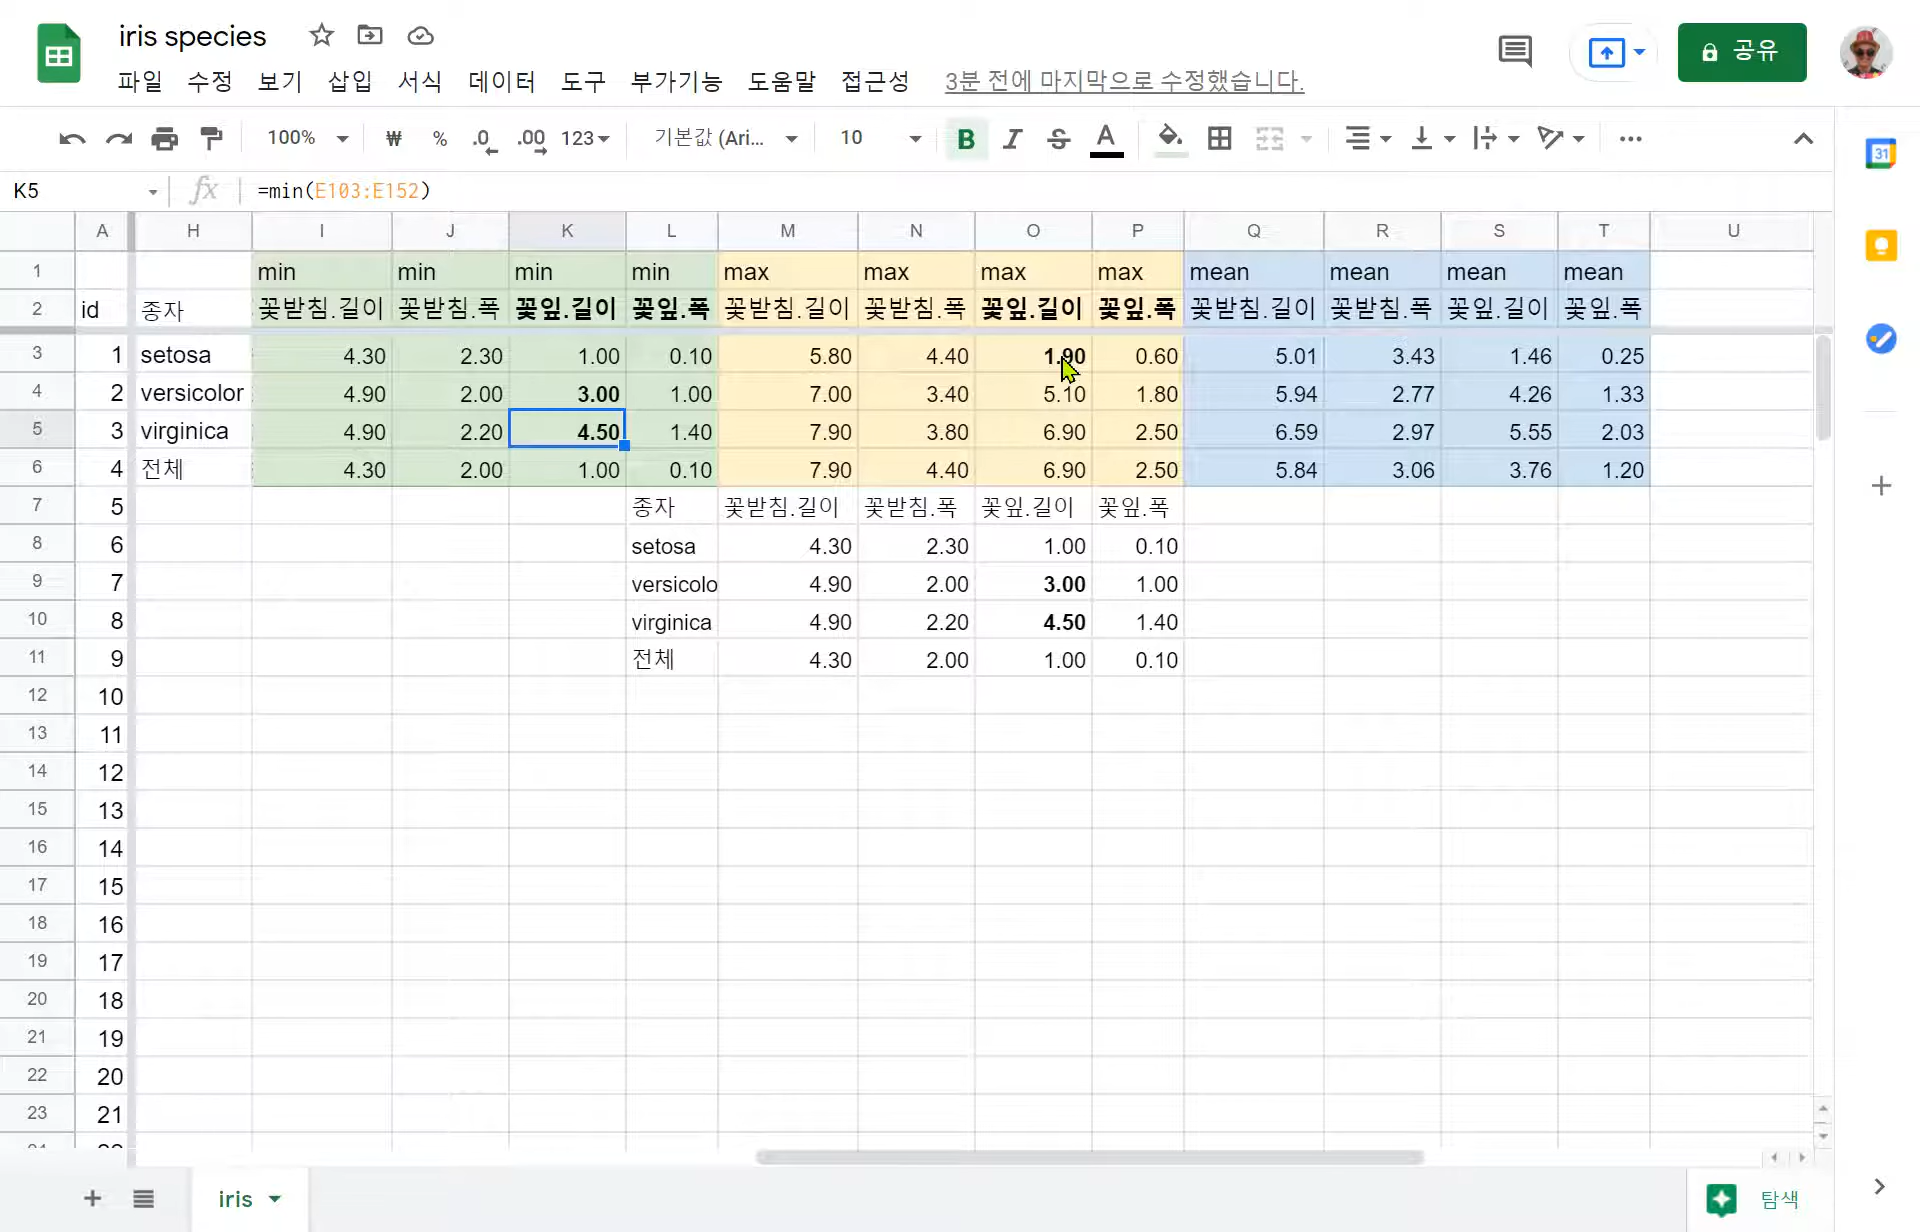 iris species
파일 수정 보기 삽입 서식 데이터 도구 부가기능 도움말 접근성 3분 전에 마지막으로 수정했습니다.
공유
100% ₩ % .0 .00 123 기본값 (Ari... 10 B I S A
31
K5 fx =min(E103:E152)
A H I J K L M N O P Q R S T U
1 min min min min max max max max mean mean mean mean
2 id 종자 꽃받침.길이 꽃받침.폭 꽃잎.길이 꽃잎.폭 꽃받침.길이 꽃받침.폭 꽃잎.길이 꽃잎.폭 꽃받침.길이 꽃받침.폭 꽃잎.길이 꽃잎.폭
3 1 setosa 4.30 2.30 1.00 0.10 5.80 4.40 1.90 0.60 5.01 3.43 1.46 0.25
4 2 versicolor 4.90 2.00 3.00 1.00 7.00 3.40 5.10 1.80 5.94 2.77 4.26 1.33
5 3 virginica 4.90 2.20 4.50 1.40 7.90 3.80 6.90 2.50 6.59 2.97 5.55 2.03
6 4 전체 4.30 2.00 1.00 0.10 7.90 4.40 6.90 2.50 5.84 3.06 3.76 1.20
7 5 종자 꽃받침.길이 꽃받침.폭 꽃잎.길이 꽃잎.폭
8 6 setosa 4.30 2.30 1.00 0.10
9 7 versicolo 4.90 2.00 3.00 1.00
10 8 virginica 4.90 2.20 4.50 1.40
11 9 전체 4.30 2.00 1.00 0.10
12 10
13 11
14 12
15 13
16 14
17 15
18 16
19 17
20 18
21 19
22 20
23 21
iris
탐색